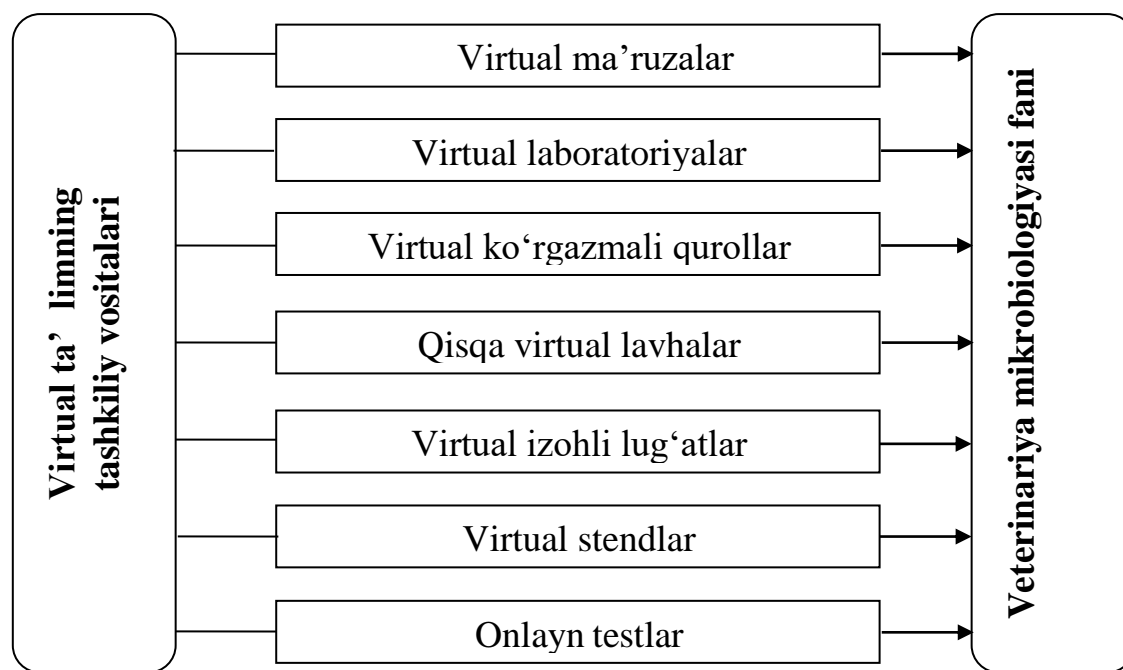 Virtual ta’ limning
tashkiliy vositalari
Virtual ma’ruzalar
Virtual laboratoriyalar
Virtual ko‘rgazmali qurollar
Qisqa virtual lavhalar
Virtual izohli lug‘atlar
Virtual stendlar
Onlayn testlar
Veterinariya mikrobiologiyasi fani